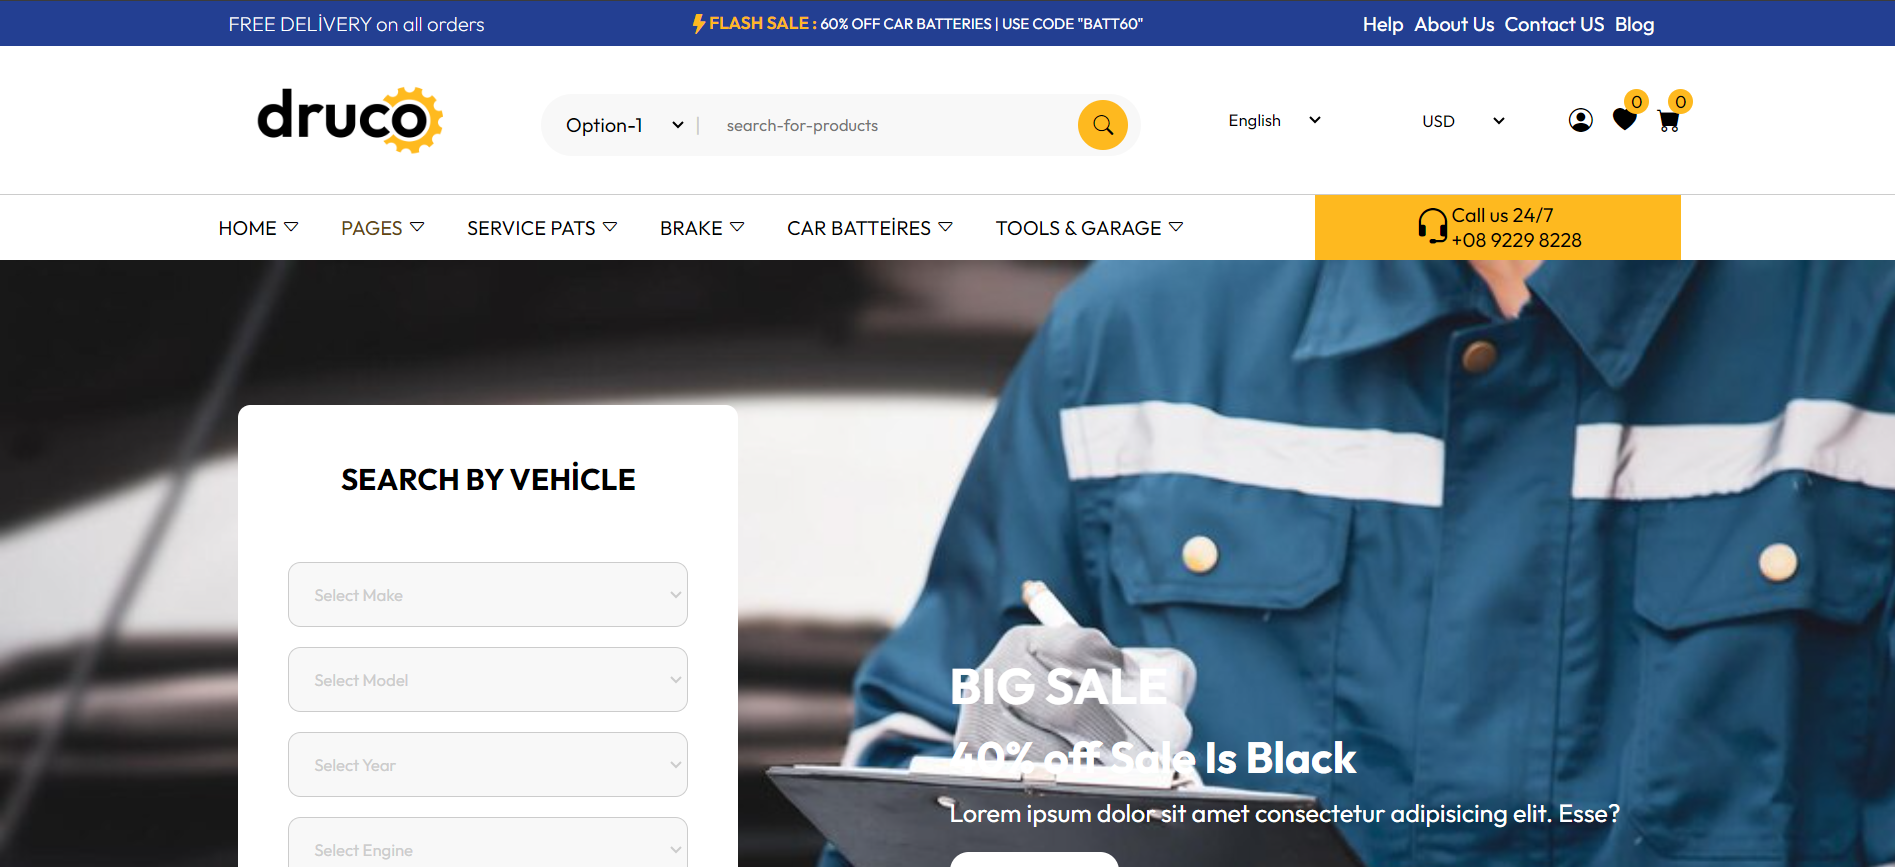 FREE DELİVERY on all orders
FLASH SALE : 60% OFF CAR BATTERIES | USE CODE "BATT60"
Help About Us Contact US Blog
druco
Option-1 | search-for-products
English
USD
0
0
HOME PAGES SERVICE PATS BRAKE CAR BATTEİRES TOOLS & GARAGE
Call us 24/7
+08 9229 8228
SEARCH BY VEHİCLE
Select Make
Select Model
Select Year
Select Engine
BIG SALE
40% off Sale Is Black
Lorem ipsum dolor sit amet consectetur adipisicing elit. Esse?